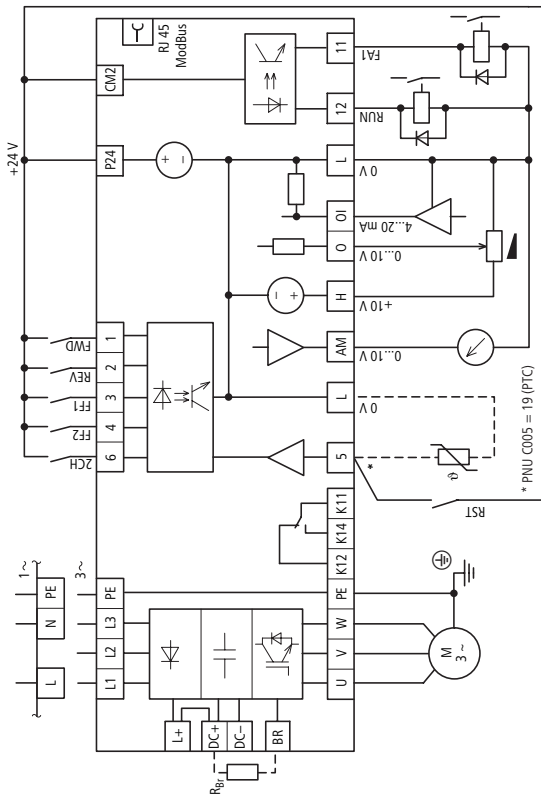 +24 V
RJ 45
ModBus
CM2
P24
FWD
REV
FF1
FF2
2CH
1
2
3
4
6
1 ~
L
N
PE
3 ~
L1
L2
L3
PE
L+
DC+
DC–
BR
RBr
U
V
W
PE
K12
K14
K11
5
L
AM
H
O
OI
L
12
11
0 V
0...10 V
+10 V
0...10 V
4...20 mA
0 V
RUN
FA1
M
3 ~
RST
*
ϑ
* PNU C005 = 19 (PTC)